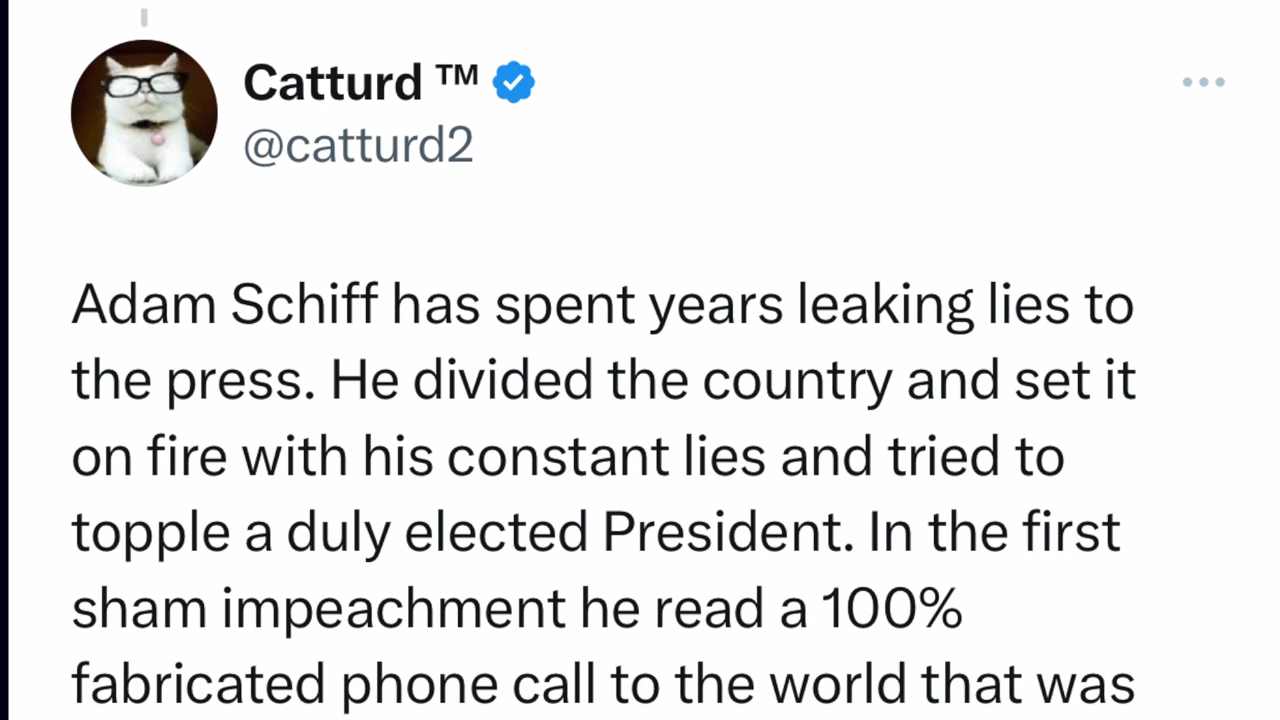 Catturd ™
@catturd2
Adam Schiff has spent years leaking lies to
the press. He divided the country and set it
on fire with his constant lies and tried to
topple a duly elected President. In the first
sham impeachment he read a 100%
fabricated phone call to the world that was